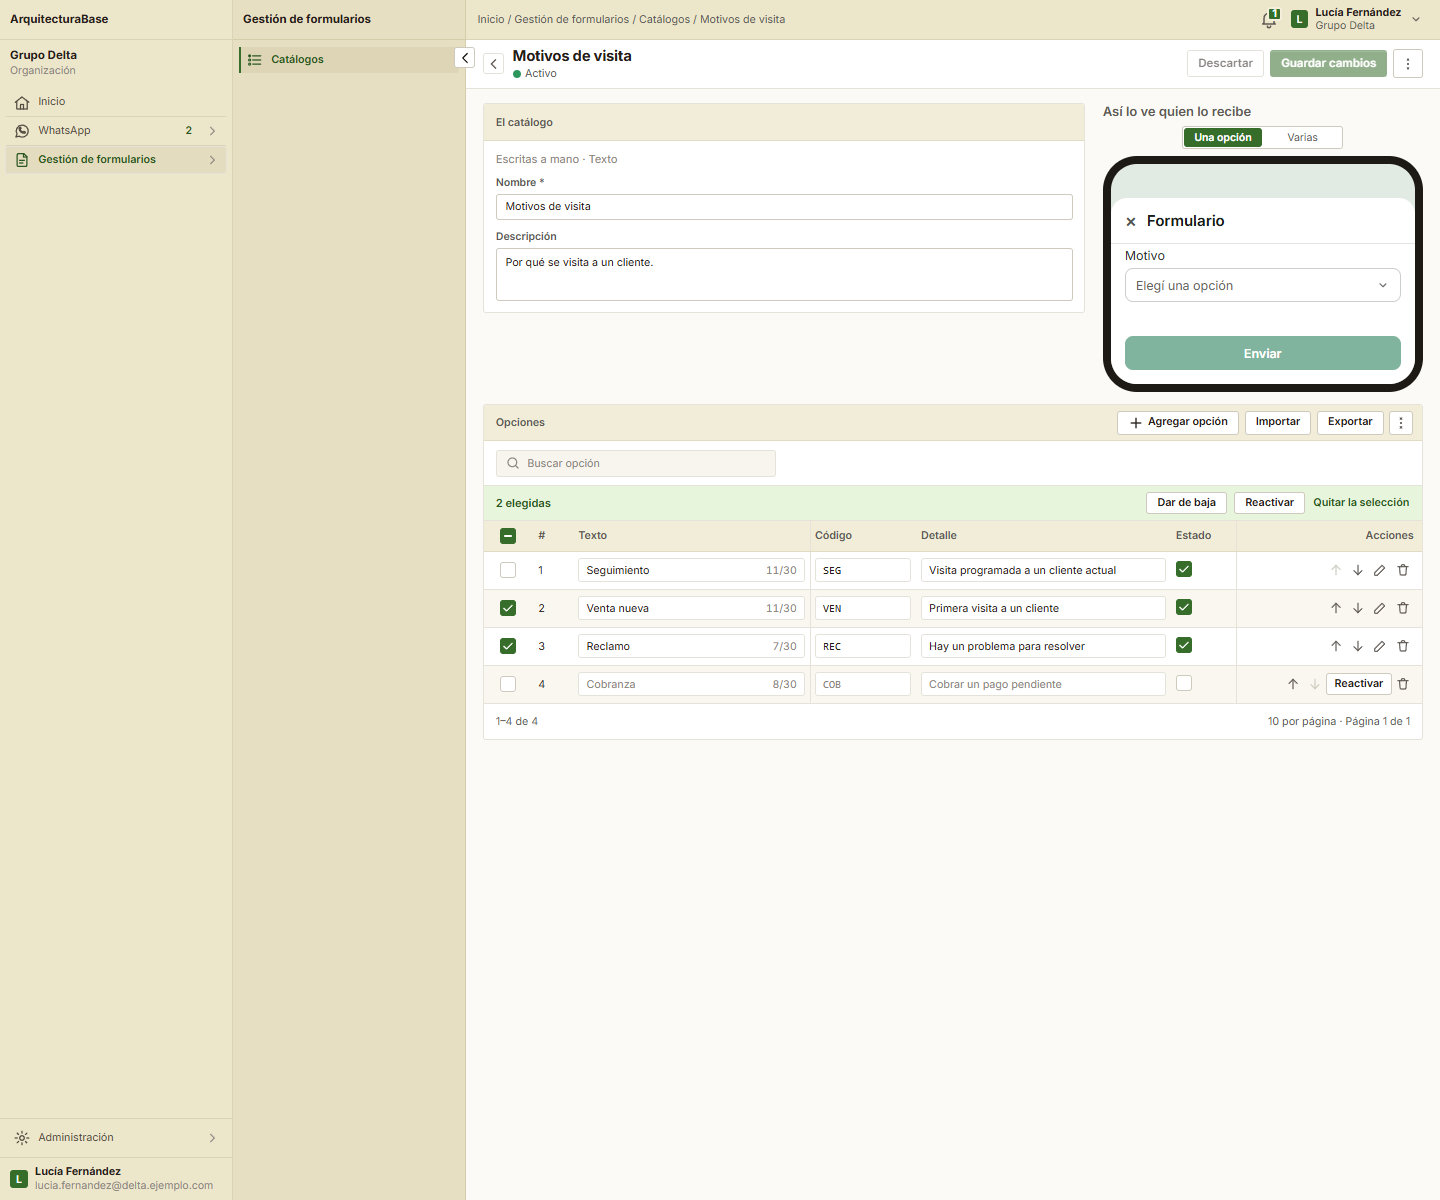 ArquitecturaBase
Grupo Delta
Organización
Inicio
WhatsApp 2
Gestión de formularios
Administración
L
Lucía Fernández
lucia.fernandez@delta.ejemplo.com
Gestión de formularios
Catálogos
Inicio / Gestión de formularios / Catálogos / Motivos de visita
1
L
Lucía Fernández
Grupo Delta
Motivos de visita
Activo
Descartar
Guardar cambios
El catálogo
Escritas a mano · Texto
Nombre *
Motivos de visita
Descripción
Por qué se visita a un cliente.
Así lo ve quien lo recibe
Una opción Varias
Formulario
Motivo
Elegí una opción
Enviar
Opciones
Agregar opción
Importar
Exportar
Buscar opción
2 elegidas
Dar de baja
Reactivar
Quitar la selección
# Texto Código Detalle Estado Acciones
1 Seguimiento 11/30 SEG Visita programada a un cliente actual
2 Venta nueva 11/30 VEN Primera visita a un cliente
3 Reclamo 7/30 REC Hay un problema para resolver
4 Cobranza 8/30 COB Cobrar un pago pendiente Reactivar
1–4 de 4
10 por página · Página 1 de 1